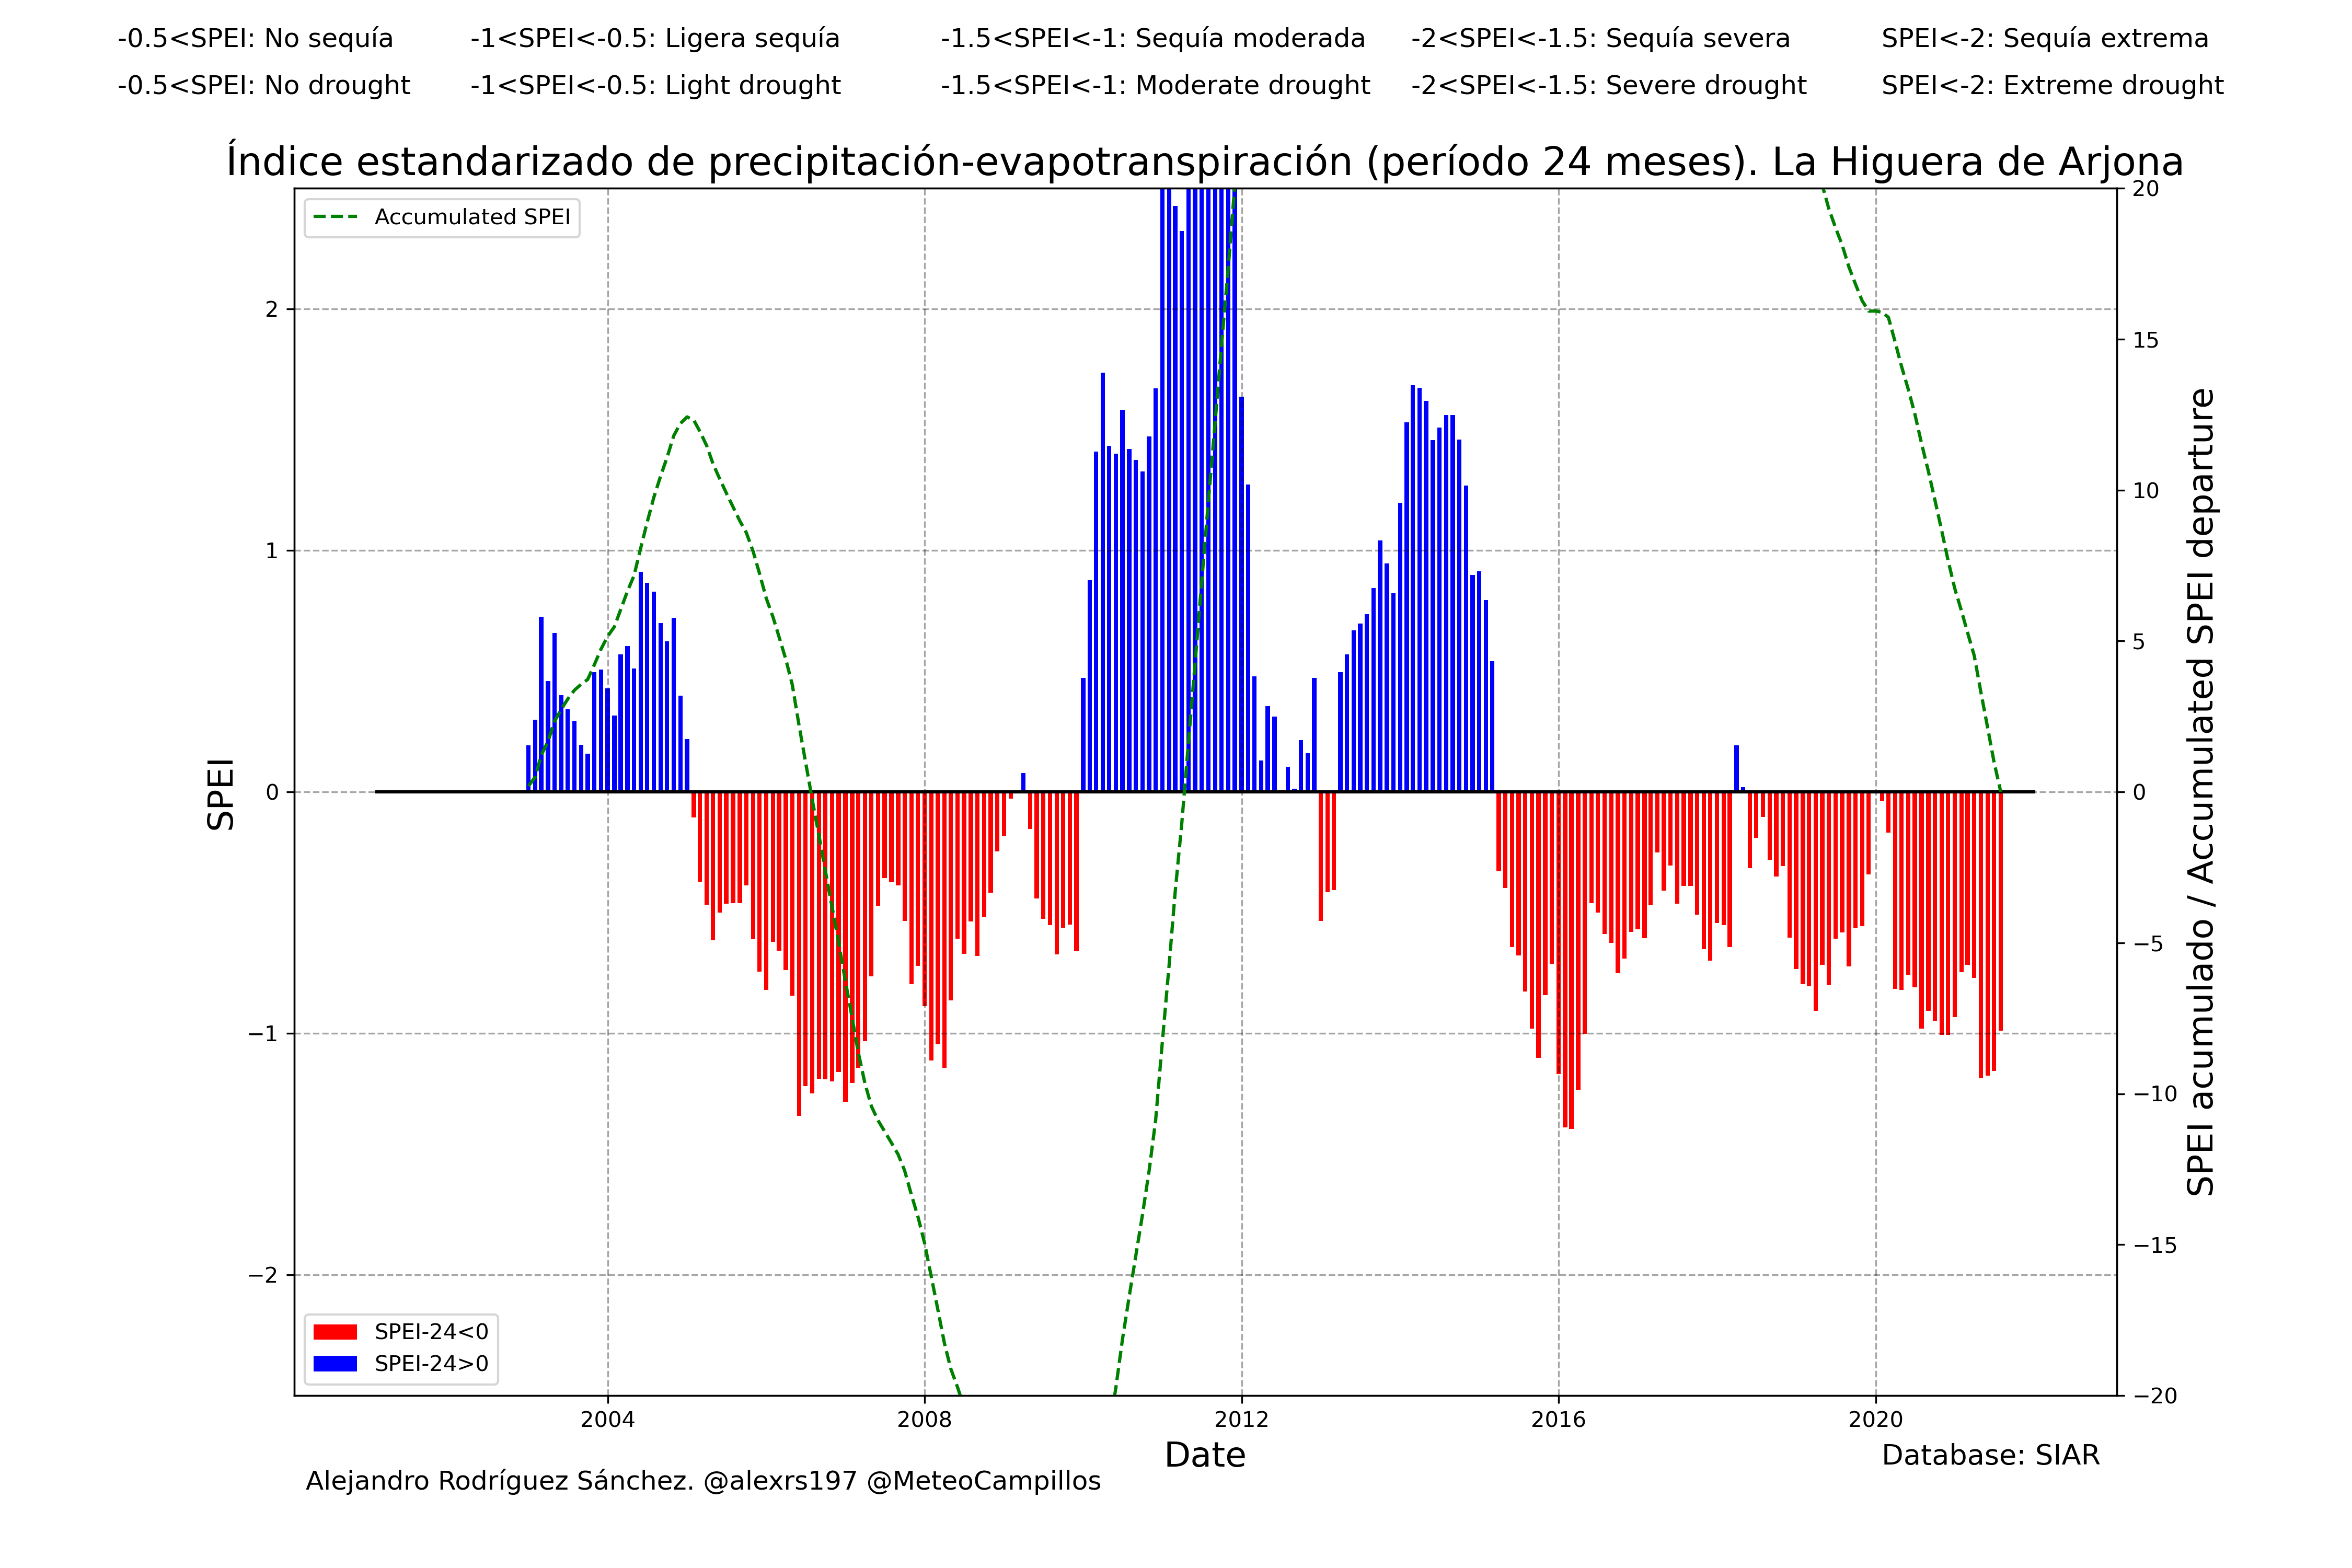 -0.5<SPEI: No sequía -1<SPEI<-0.5: Ligera sequía -1.5<SPEI<-1: Sequía moderada -2<SPEI<-1.5: Sequía severa SPEI<-2: Sequía extrema
-0.5<SPEI: No drought -1<SPEI<-0.5: Light drought -1.5<SPEI<-1: Moderate drought -2<SPEI<-1.5: Severe drought SPEI<-2: Extreme drought
Índice estandarizado de precipitación-evapotranspiración (período 24 meses). La Higuera de Arjona
Accumulated SPEI
SPEI
2
1
0
−1
−2
20
15
10
5
0
−5
−10
−15
−20
SPEI acumulado / Accumulated SPEI departure
SPEI-24<0
SPEI-24>0
2004 2008 2012 2016 2020
Date
Database: SIAR
Alejandro Rodríguez Sánchez. @alexrs197 @MeteoCampillos